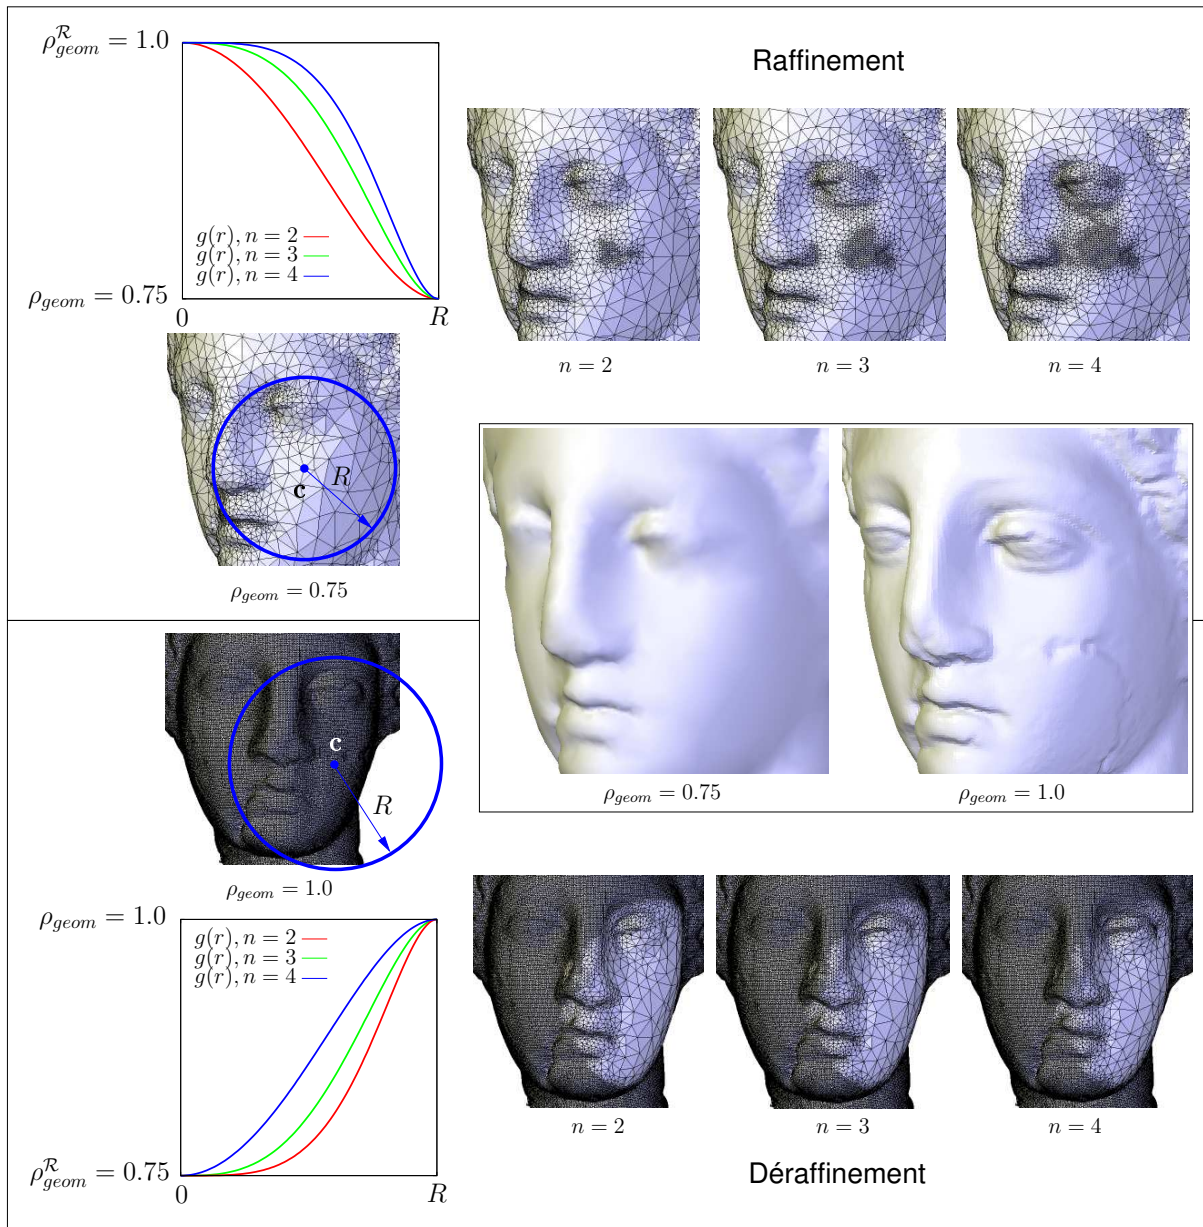 ρ^R_geom = 1.0
g(r), n = 2
g(r), n = 3
g(r), n = 4
ρ_geom = 0.75
0 R
Raffinement
n = 2 n = 3 n = 4
c R
ρ_geom = 0.75
ρ_geom = 0.75 ρ_geom = 1.0
c
R
ρ_geom = 1.0
ρ_geom = 1.0
g(r), n = 2
g(r), n = 3
g(r), n = 4
ρ^R_geom = 0.75
0 R
n = 2 n = 3 n = 4
Déraffinement